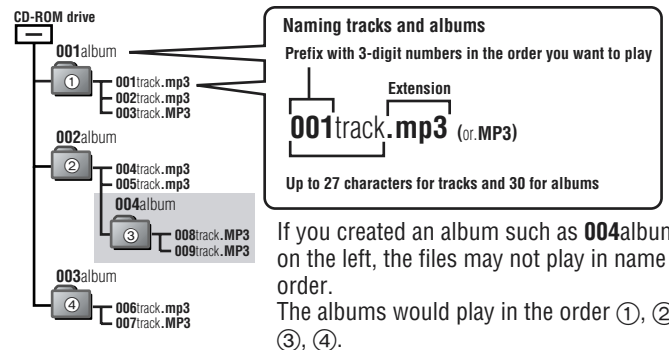 CD-ROM drive
001album
①
001track.mp3
002track.mp3
003track.MP3
002album
②
004track.mp3
005track.mp3
004album
③
008track.MP3
009track.MP3
003album
④
006track.mp3
007track.MP3
Naming tracks and albums
Prefix with 3-digit numbers in the order you want to play
Extension
001track.mp3 (or.MP3)
Up to 27 characters for tracks and 30 for albums
If you created an album such as 004album
on the left, the files may not play in name
order.
The albums would play in the order ①, ②,
③, ④.